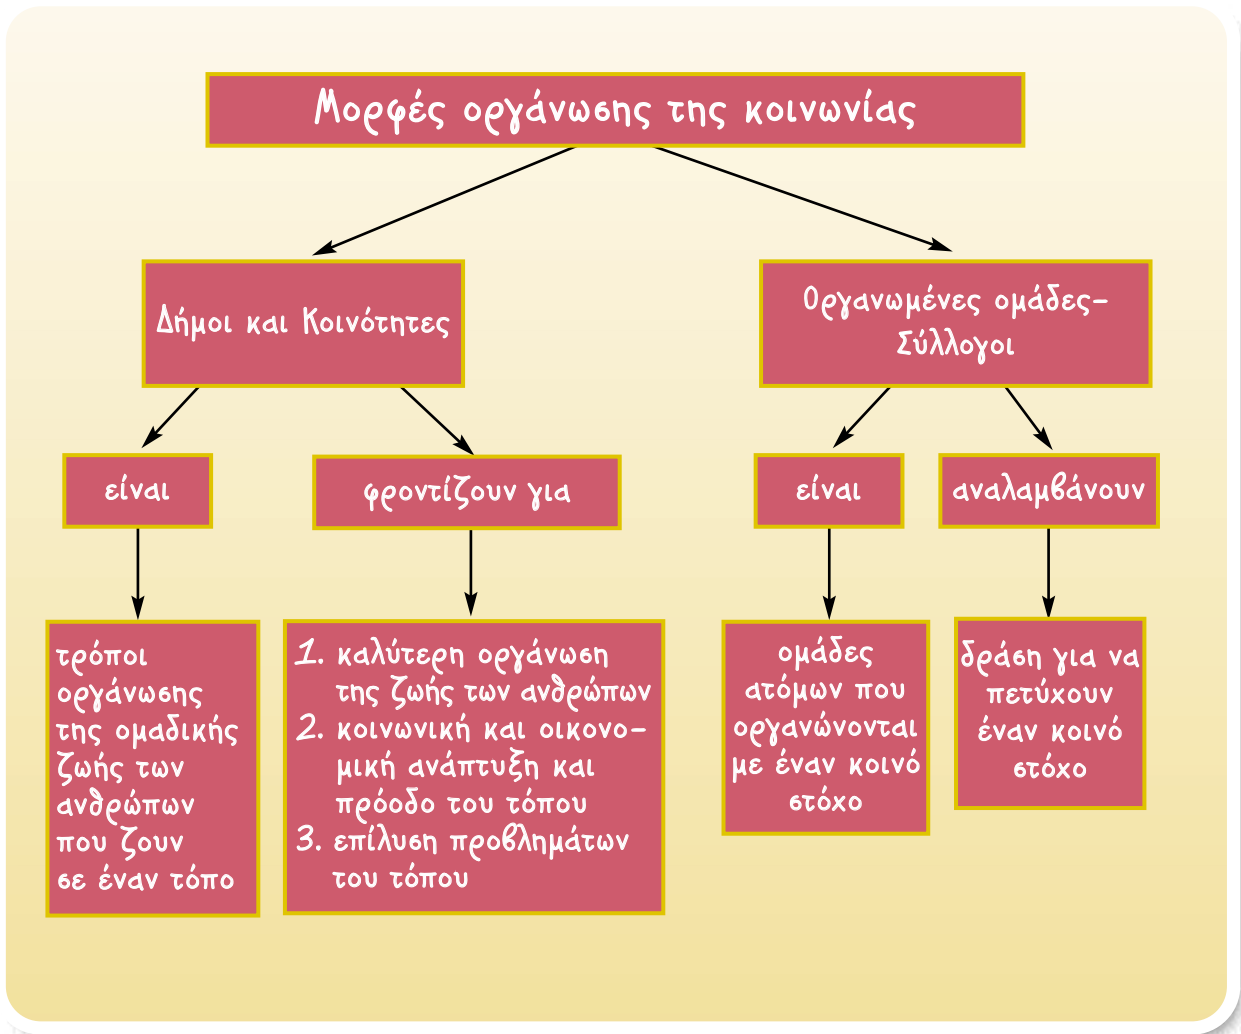 Μορφές οργάνωσης της κοινωνίας
Δήμοι και Κοινότητες
Οργανωμένες ομάδες-
Σύλλογοι
είναι
φροντίζουν για
είναι
αναλαμβάνουν
τρόποι
οργάνωσης
της ομαδικής
ζωής των
ανθρώπων
που ζουν
σε έναν τόπο
1. καλύτερη οργάνωση
της ζωής των ανθρώπων
2. κοινωνική και οικονο-
μική ανάπτυξη και
πρόοδο του τόπου
3. επίλυση προβλημάτων
του τόπου
ομάδες
ατόμων που
οργανώνονται
με έναν κοινό
στόχο
δράση για να
πετύχουν
έναν κοινό
στόχο